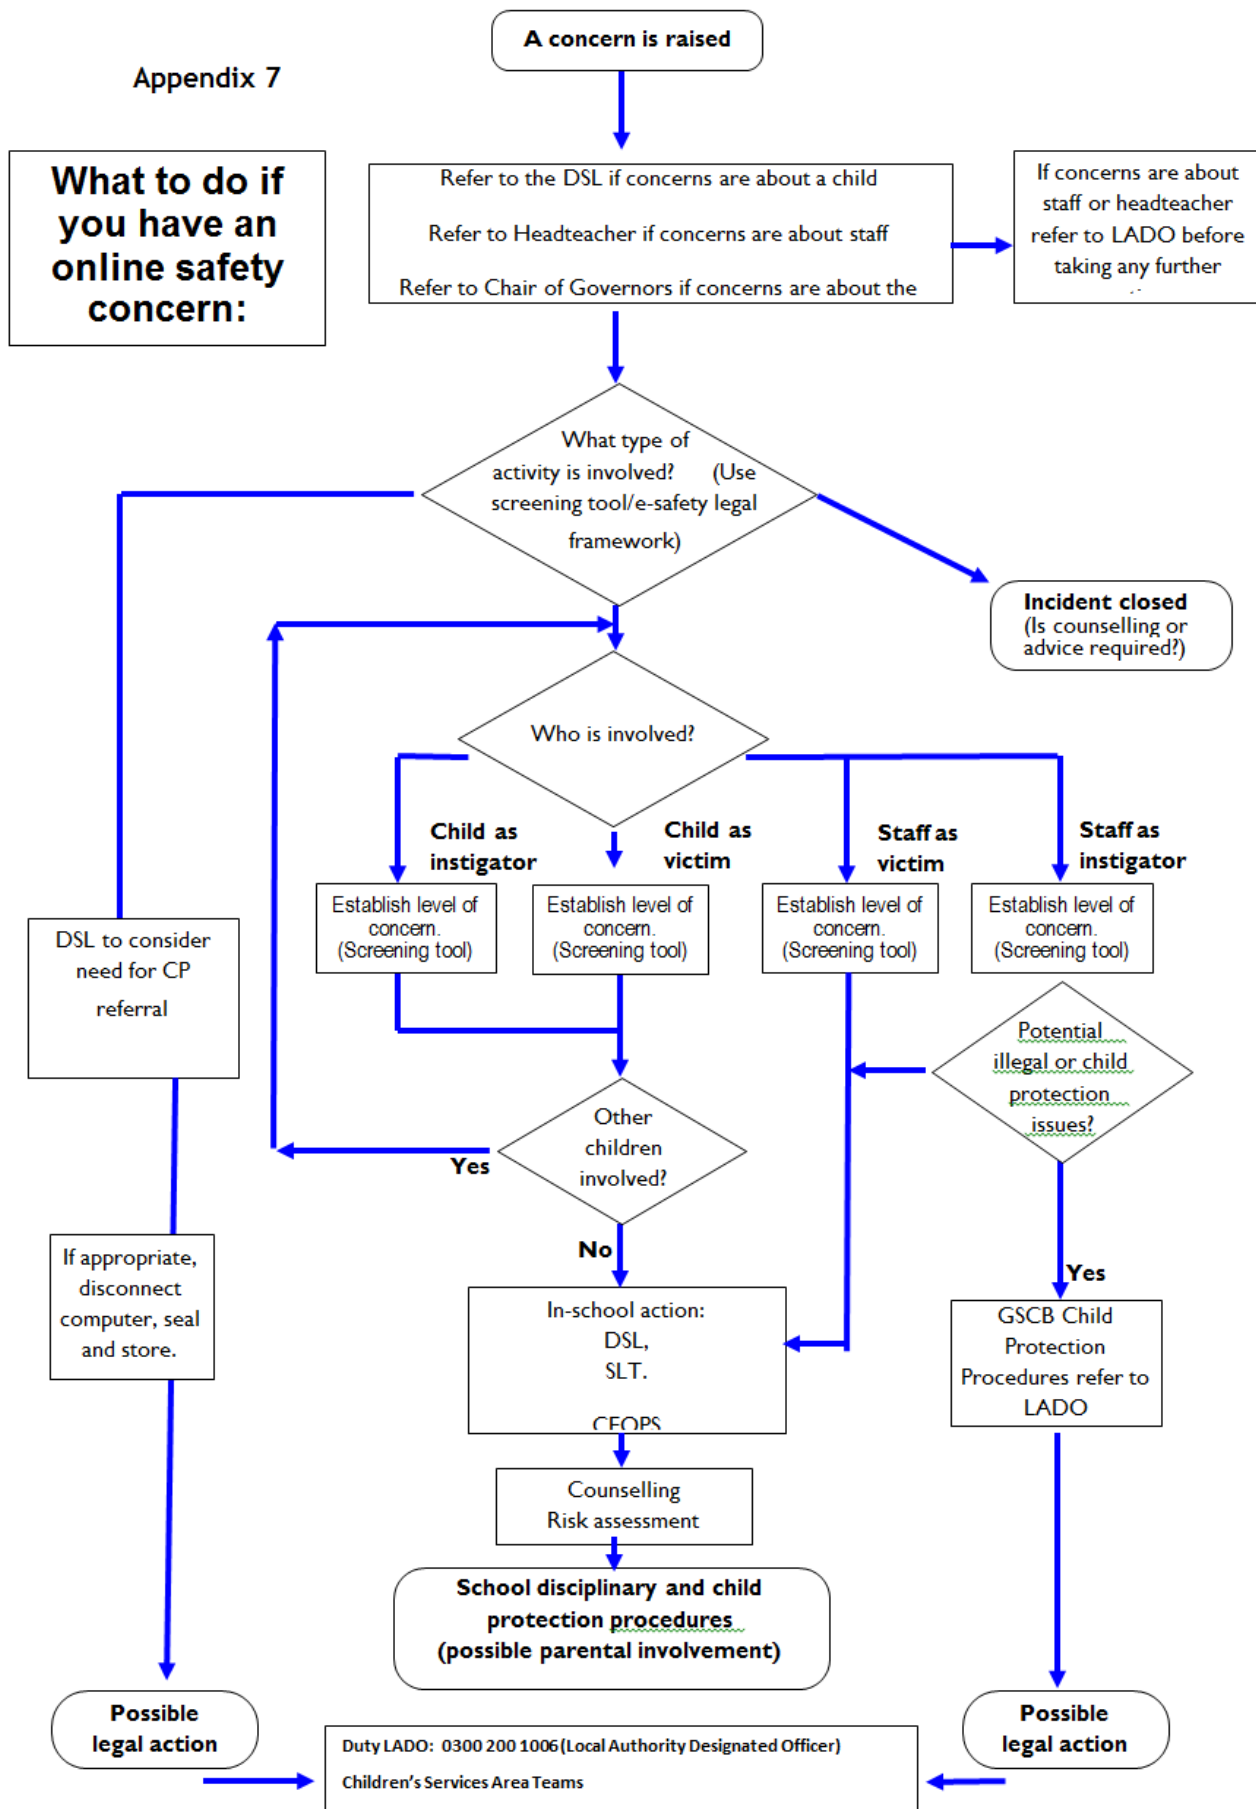 A concern is raised
Appendix 7
What to do if
you have an
online safety
concern:
Refer to the DSL if concerns are about a child
Refer to Headteacher if concerns are about staff
Refer to Chair of Governors if concerns are about the
If concerns are about
staff or headteacher
refer to LADO before
taking any further
What type of
activity is involved? (Use
screening tool/e-safety legal
framework)
Incident closed
(Is counselling or
advice required?)
Who is involved?
Child as
instigator
Child as
victim
Staff as
victim
Staff as
instigator
Establish level of
concern.
(Screening tool)
Establish level of
concern.
(Screening tool)
Establish level of
concern.
(Screening tool)
Establish level of
concern.
(Screening tool)
DSL to consider
need for CP
referral
Potential
illegal or child
protection
issues?
Other
children
involved?
Yes
No
If appropriate,
disconnect
computer, seal
and store.
Yes
In-school action:
DSL,
SLT.
CEOPS
GSCB Child
Protection
Procedures refer to
LADO
Counselling
Risk assessment
School disciplinary and child
protection procedures
(possible parental involvement)
Possible
legal action
Possible
legal action
Duty LADO: 0300 200 1006 (Local Authority Designated Officer)
Children's Services Area Teams